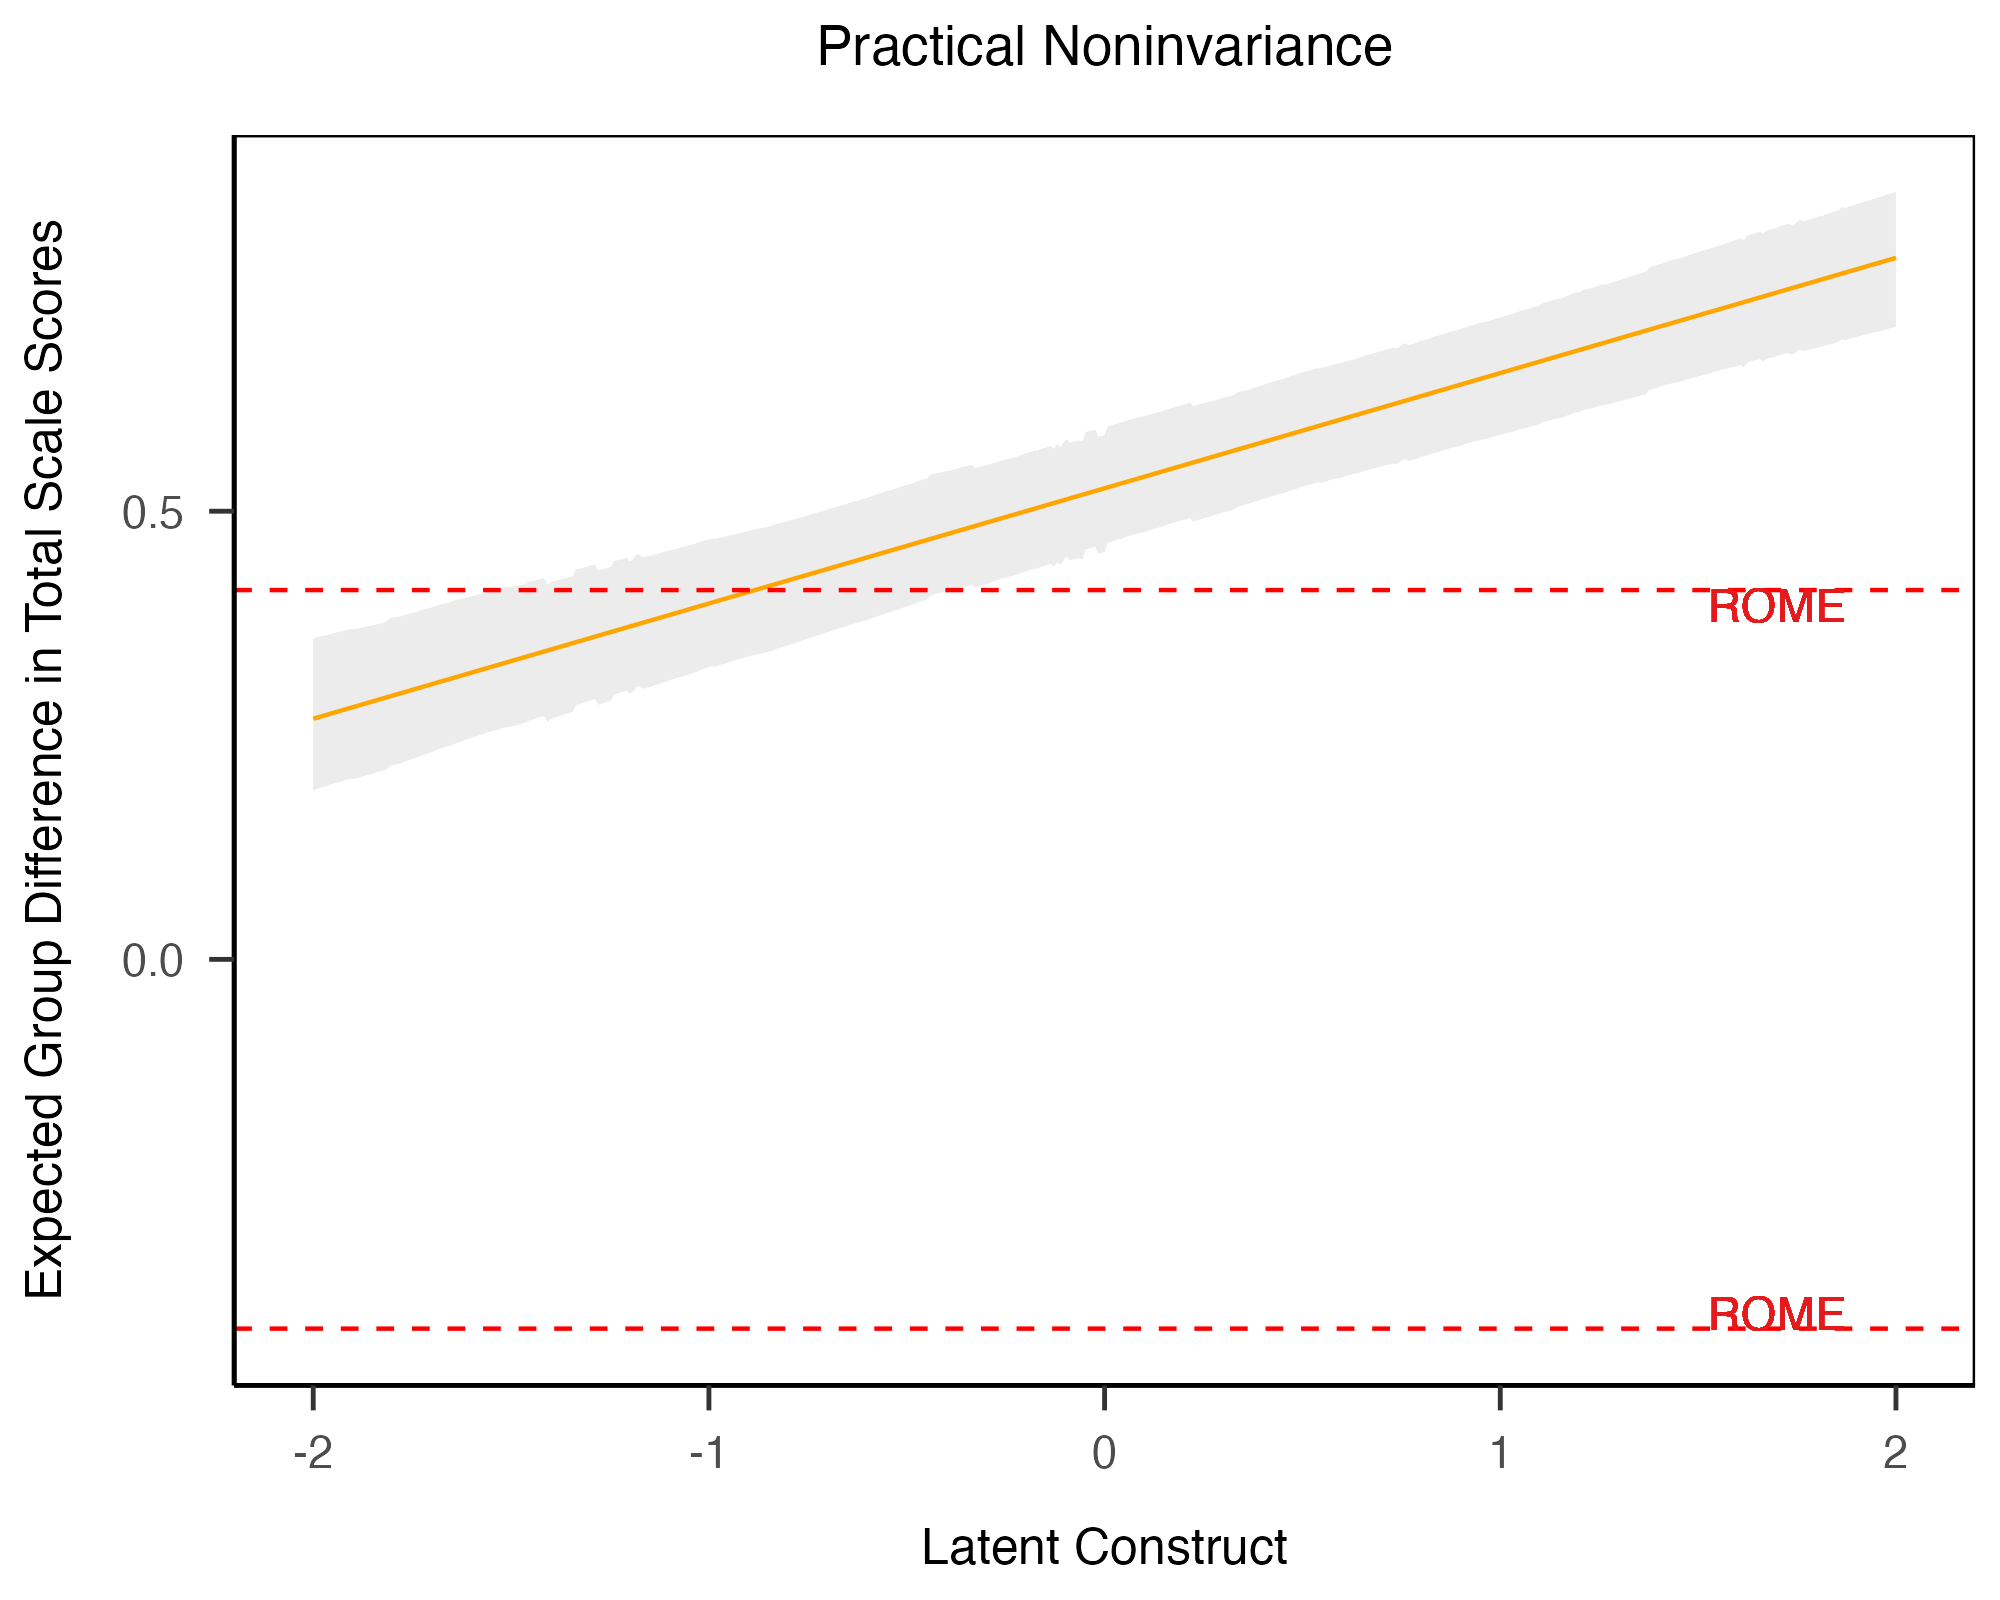 Practical Noninvariance
Expected Group Difference in Total Scale Scores
0.5
0.0
ROME
ROME
-2
-1
0
1
2
Latent Construct